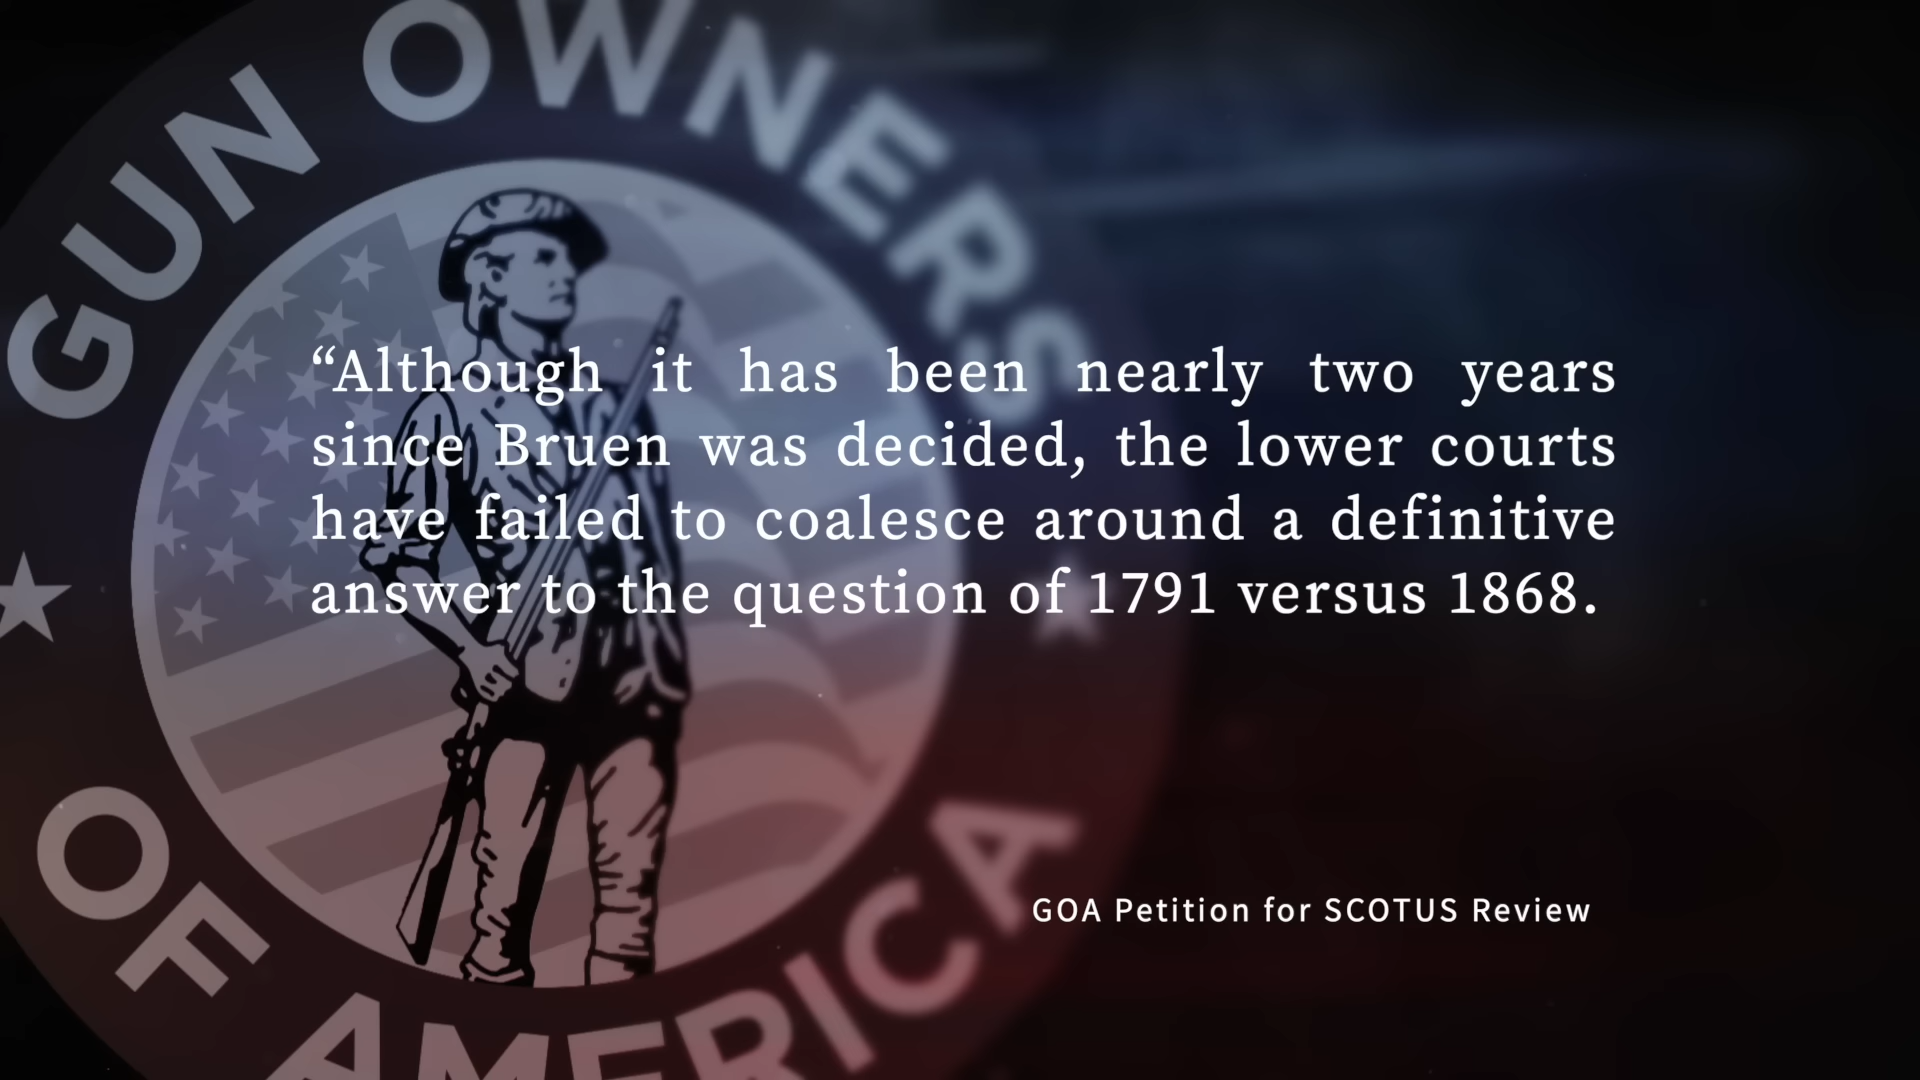 GUN OWNERS
“Although it has been nearly two years
since Bruen was decided, the lower courts
have failed to coalesce around a definitive
answer to the question of 1791 versus 1868.
GOA Petition for SCOTUS Review
OF AMERICA